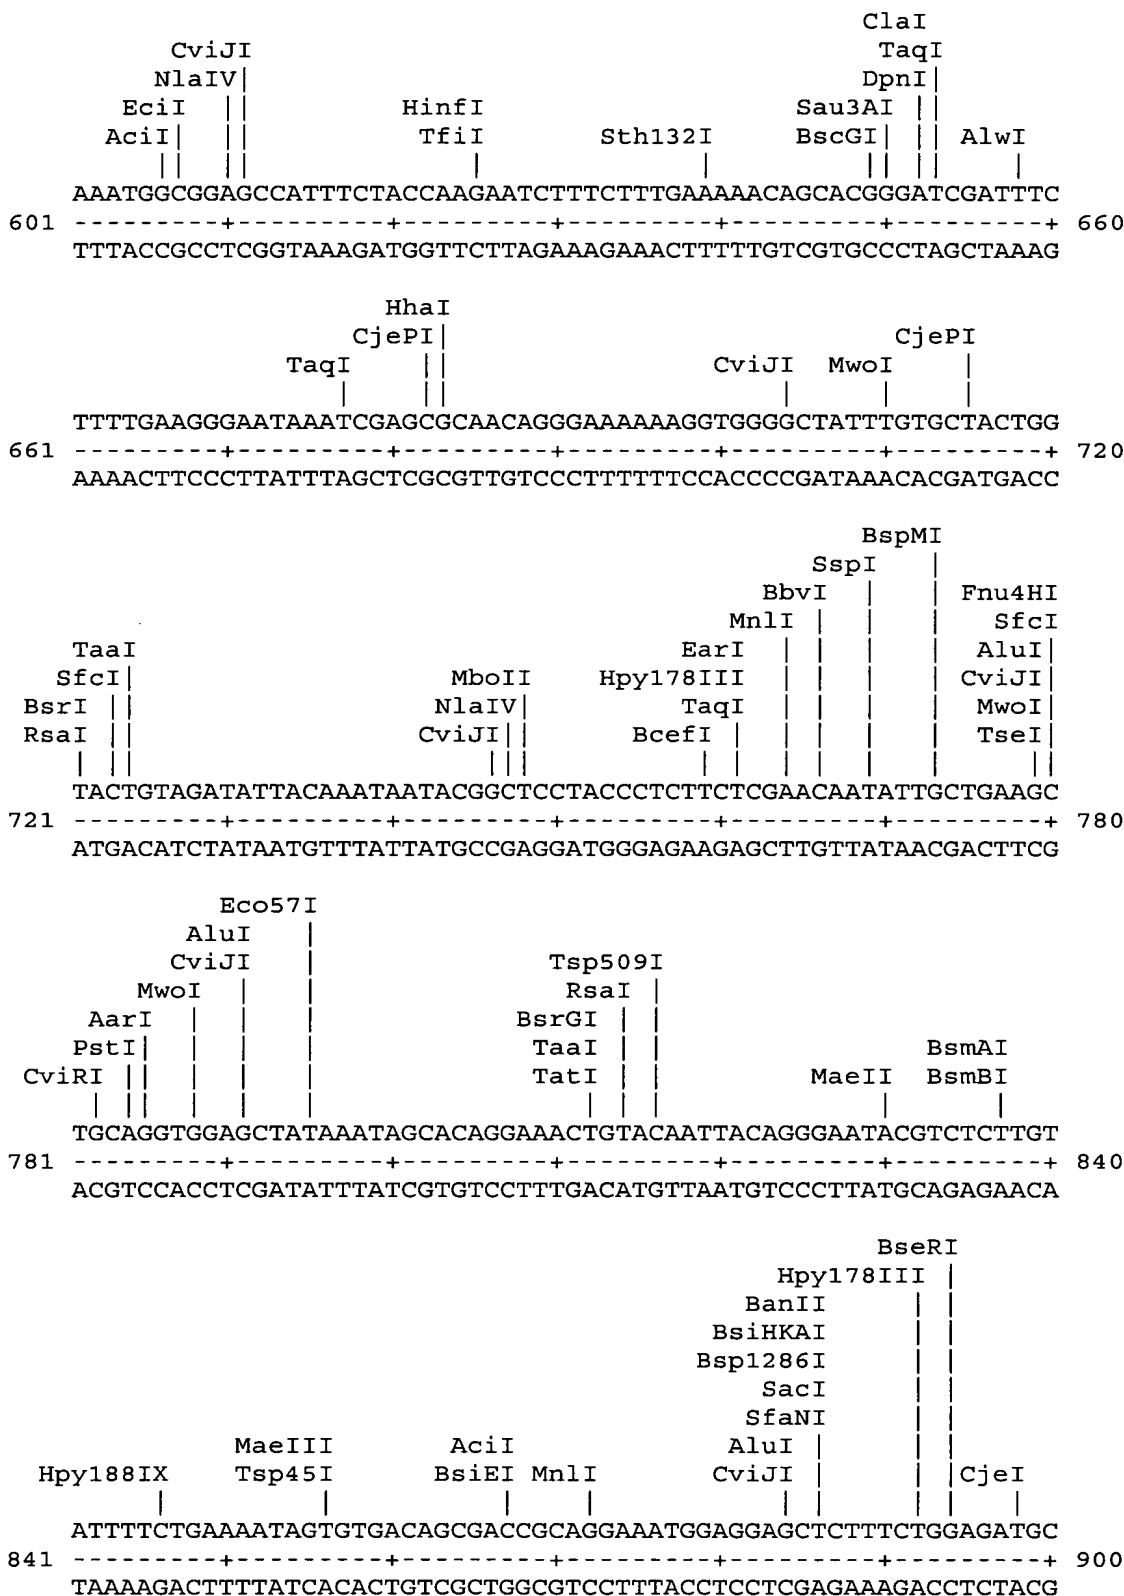 ClaI
CviJI TaqI
NlaIV DpnI
EciI HinfI Sau3AI
AciI TfiI Sth132I BscGI AlwI
AAATGGCGGAGCCATTTCTACCAAGAATCTTTCTTTGAAAAACAGCACGGGATCGATTTC
601 ---------+---------+---------+---------+---------+---------+ 660
TTTACCGCCTCGGTAAAGATGGTTCTTAGAAAGAAACTTTTTGTCGTGCCCTAGCTAAAG
HhaI
CjePI CjePI
TaqI CviJI MwoI
TTTTGAAGGGAATAAATCGAGCGCAACAGGGAAAAAAGGTGGGGCTATTTGTGCTACTGG
661 ---------+---------+---------+---------+---------+---------+ 720
AAAACTTCCCTTATTTAGCTCGCGTTGTCCCTTTTTTCCACCCCGATAAACACGATGACC
BspMI
SspI
BbvI Fnu4HI
MnlI SfcI
TaaI EarI AluI
SfcI MboII Hpy178III CviJI
BsrI NlaIV TaqI MwoI
RsaI CviJI BcefI TseI
TACTGTAGATATTACAAATAATACGGCTCCTACCCTCTTCTCGAACAATATTGCTGAAGC
721 ---------+---------+---------+---------+---------+---------+ 780
ATGACATCTATAATGTTTATTATGCCGAGGATGGGAGAAGAGCTTGTTATAACGACTTCG
Eco57I
AluI
CviJI Tsp509I
MwoI RsaI
AarI BsrGI
PstI TaaI BsmAI
CviRI TatI MaeII BsmBI
TGCAGGTGGAGCTATAAATAGCACAGGAAACTGTACAATTACAGGGAATACGTCTCTTGT
781 ---------+---------+---------+---------+---------+---------+ 840
ACGTCCACCTCGATATTTATCGTGTCCTTTGACATGTTAATGTCCCTTATGCAGAGAACA
BseRI
Hpy178III
BanII
BsiHKAI
Bsp1286I
SacI
SfaNI
MaeIII AciI AluI
Hpy188IX Tsp45I BsiEI MnlI CviJI CjeI
ATTTTCTGAAAATAGTGTGACAGCGACCGCAGGAAATGGAGGAGCTCTTTCTGGAGATGC
841 ---------+---------+---------+---------+---------+---------+ 900
TAAAAGACTTTTATCACACTGTCGCTGGCGTCCTTTACCTCCTCGAGAAAGACCTCTACG